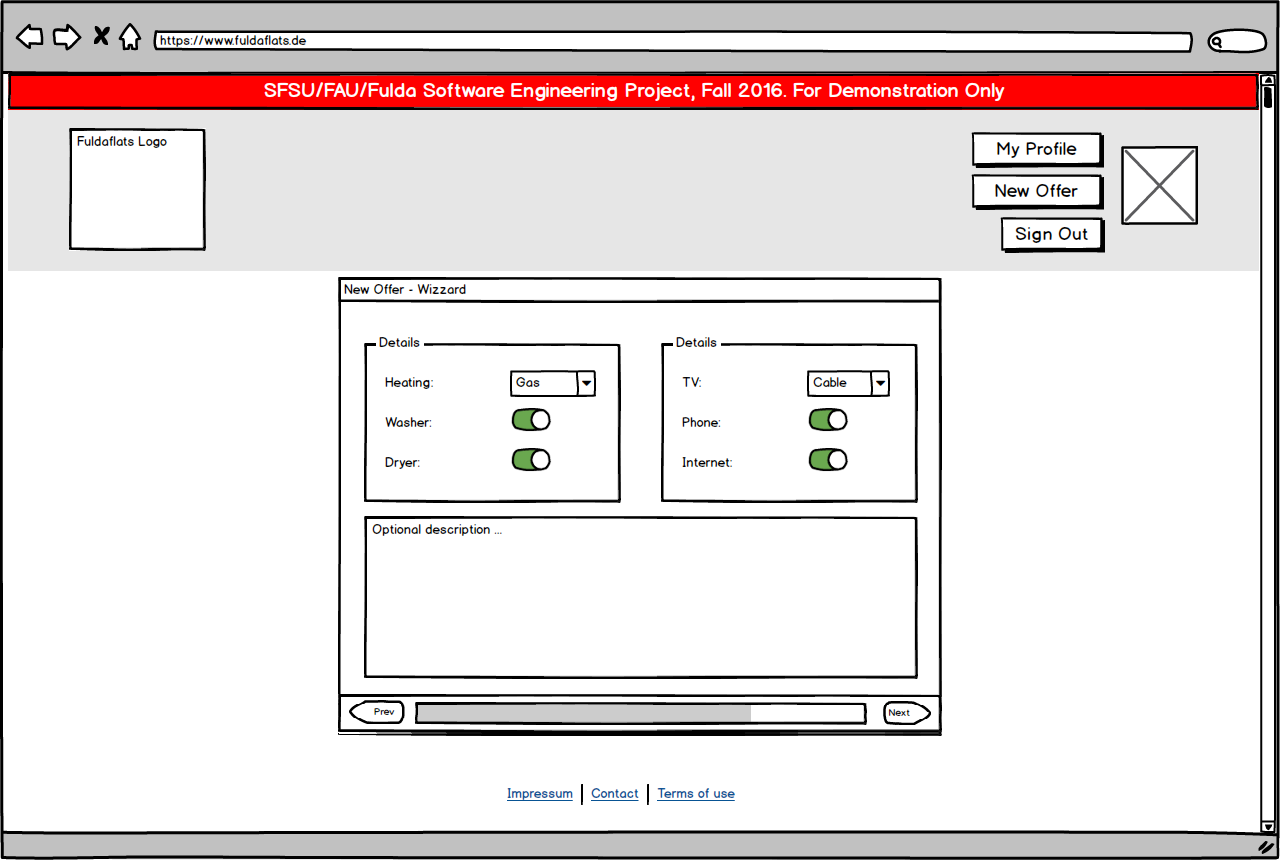 https://www.fuldaflats.de
SFSU/FAU/Fulda Software Engineering Project, Fall 2016. For Demonstration Only
Fuldaflats Logo
My Profile
New Offer
Sign Out
New Offer - Wizzard
Details
Heating:
Gas
Washer:
Dryer:
Details
TV:
Cable
Phone:
Internet:
Optional description ...
Prev
Next
Impressum
Contact
Terms of use